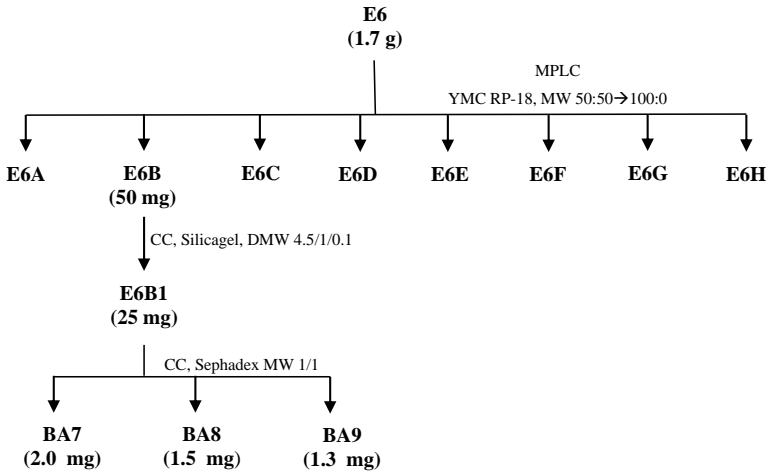 E6
(1.7 g)
MPLC
YMC RP-18, MW 50:50→100:0
E6A E6B E6C E6D E6E E6F E6G E6H
(50 mg)
CC, Silicagel, DMW 4.5/1/0.1
E6B1
(25 mg)
CC, Sephadex MW 1/1
BA7 BA8 BA9
(2.0 mg) (1.5 mg) (1.3 mg)